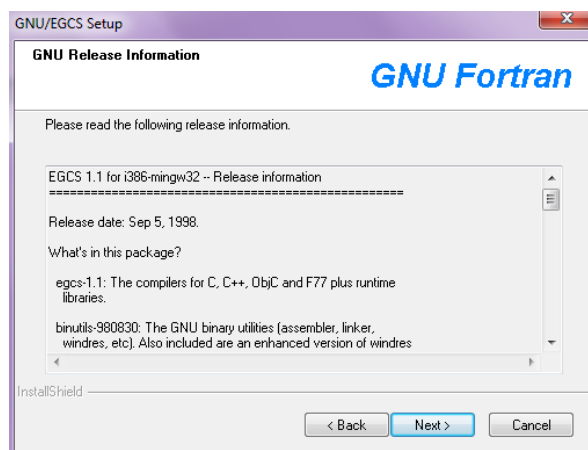 GNU/EGCS Setup
GNU Release Information
GNU Fortran
Please read the following release information.
EGCS 1.1 for i386-mingw32 -- Release information
===================================================
Release date: Sep 5, 1998.
What's in this package?
egcs-1.1: The compilers for C, C++, ObjC and F77 plus runtime
libraries.
binutils-980830: The GNU binary utilities (assembler, linker,
windres, etc). Also included are an enhanced version of windres
InstallShield
< Back
Next >
Cancel